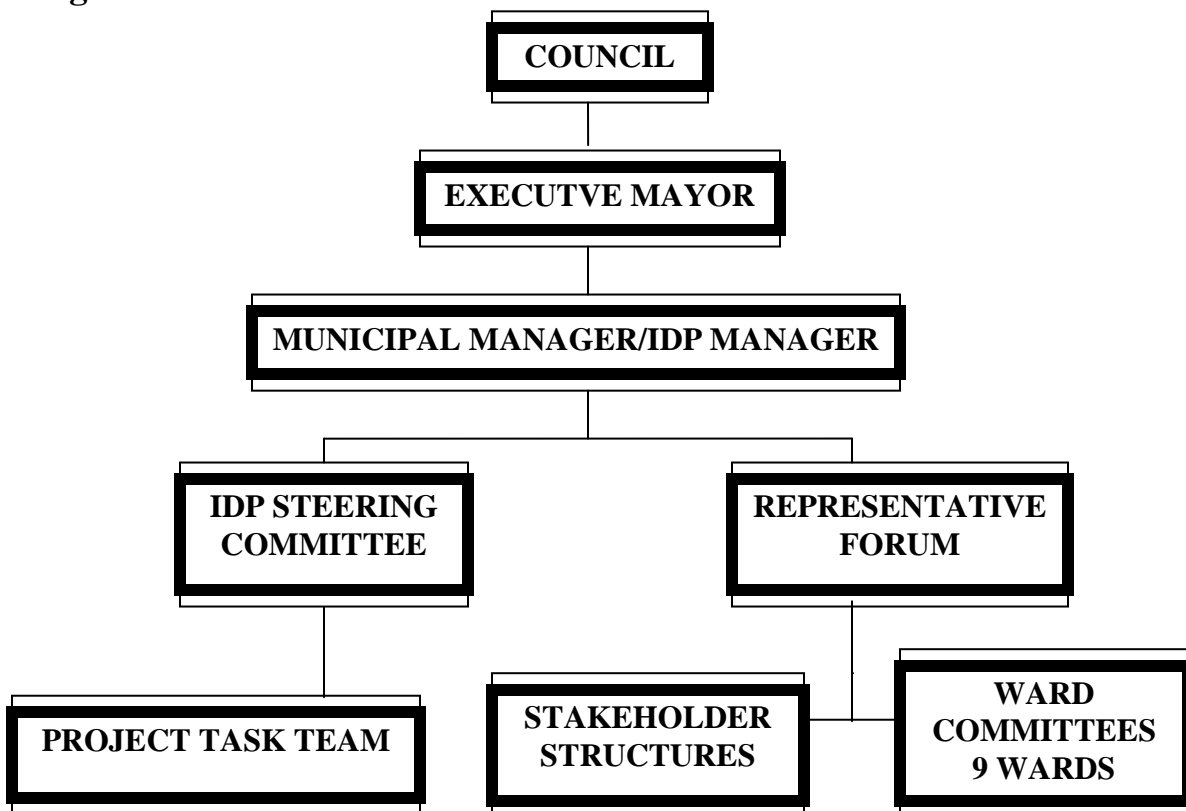 COUNCIL
EXECUTVE MAYOR
MUNICIPAL MANAGER/IDP MANAGER
IDP STEERING
COMMITTEE
REPRESENTATIVE
FORUM
PROJECT TASK TEAM
STAKEHOLDER
STRUCTURES
WARD
COMMITTEES
9 WARDS